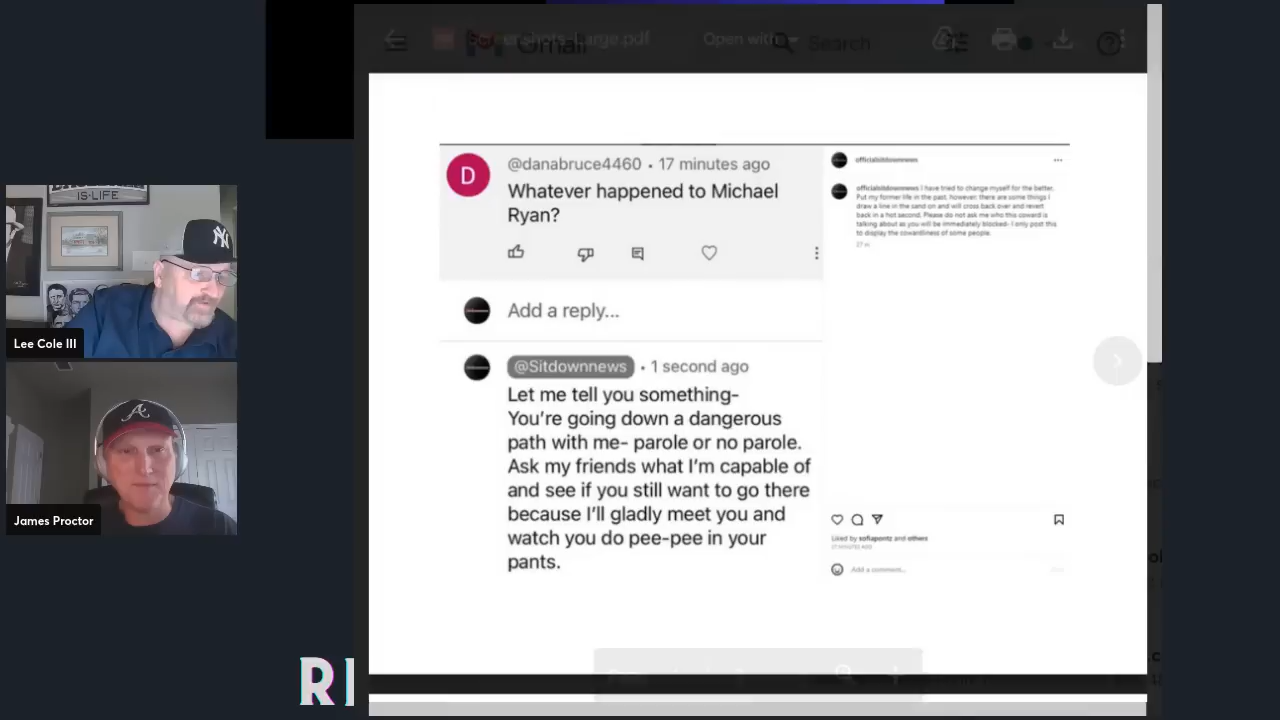 IS-LIFE
Lee Cole III
James Proctor
Open with
Gmail
Search
@danabruce4460 • 17 minutes ago
D
Whatever happened to Michael
Ryan?
Add a reply...
@Sitdownnews • 1 second ago
Let me tell you something-
You're going down a dangerous
path with me- parole or no parole.
Ask my friends what I'm capable of
and see if you still want to go there
because I'll gladly meet you and
watch you do pee-pee in your
pants.
officialsitdownnews
officialsitdownnews I have tried to change myself for the better.
Put my former life in the past, however: there are some things I
draw a line in the sand on and will cross back over and revert
back in a hot second. Please do not ask me who this coward is
talking about as you will be immediately blocked- I only post this
to display the cowardliness of some people.
Liked by sofiapontz and others
Add a comment...